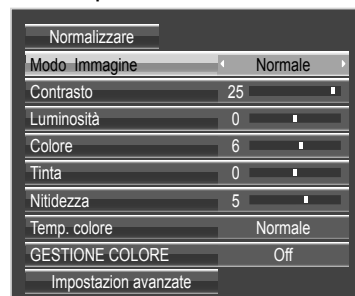 Normalizzare
Modo Immagine Normale
Contrasto 25
Luminosità 0
Colore 6
Tinta 0
Nitidezza 5
Temp. colore Normale
GESTIONE COLORE Off
Impostazion avanzate